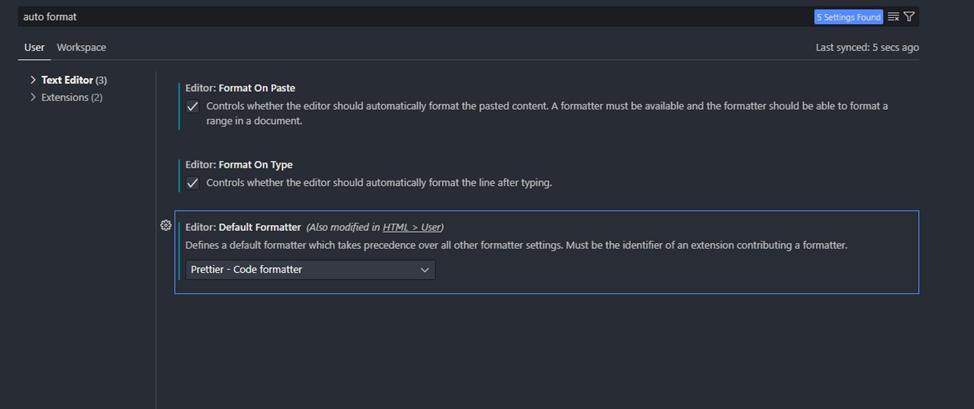 auto format
5 Settings Found
User Workspace
Last synced: 5 secs ago
Text Editor (3)
Extensions (2)
Editor: Format On Paste
Controls whether the editor should automatically format the pasted content. A formatter must be available and the formatter should be able to format a
range in a document.
Editor: Format On Type
Controls whether the editor should automatically format the line after typing.
Editor: Default Formatter (Also modified in HTML > User)
Defines a default formatter which takes precedence over all other formatter settings. Must be the identifier of an extension contributing a formatter.
Prettier - Code formatter